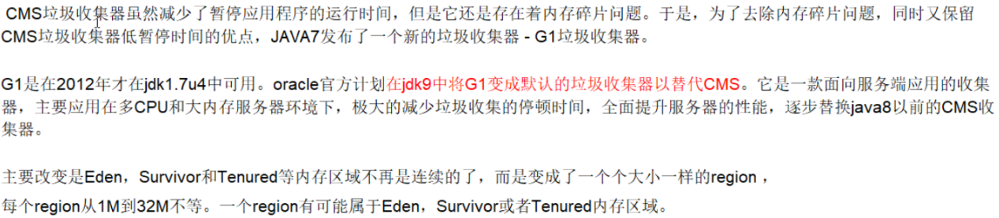 CMS垃圾收集器虽然减少了暂停应用程序的运行时间，但是它还是存在着内存碎片问题。于是，为了去除内存碎片问题，同时又保留
CMS垃圾收集器低暂停时间的优点，JAVA7发布了一个新的垃圾收集器 - G1垃圾收集器。
G1是在2012年才在jdk1.7u4中可用。oracle官方计划在jdk9中将G1变成默认的垃圾收集器以替代CMS。它是一款面向服务端应用的收集
器，主要应用在多CPU和大内存服务器环境下，极大的减少垃圾收集的停顿时间，全面提升服务器的性能，逐步替换java8以前的CMS收
集器。
主要改变是Eden，Survivor和Tenured等内存区域不再是连续的了，而是变成了一个个大小一样的region ，
每个region从1M到32M不等。一个region有可能属于Eden，Survivor或者Tenured内存区域。